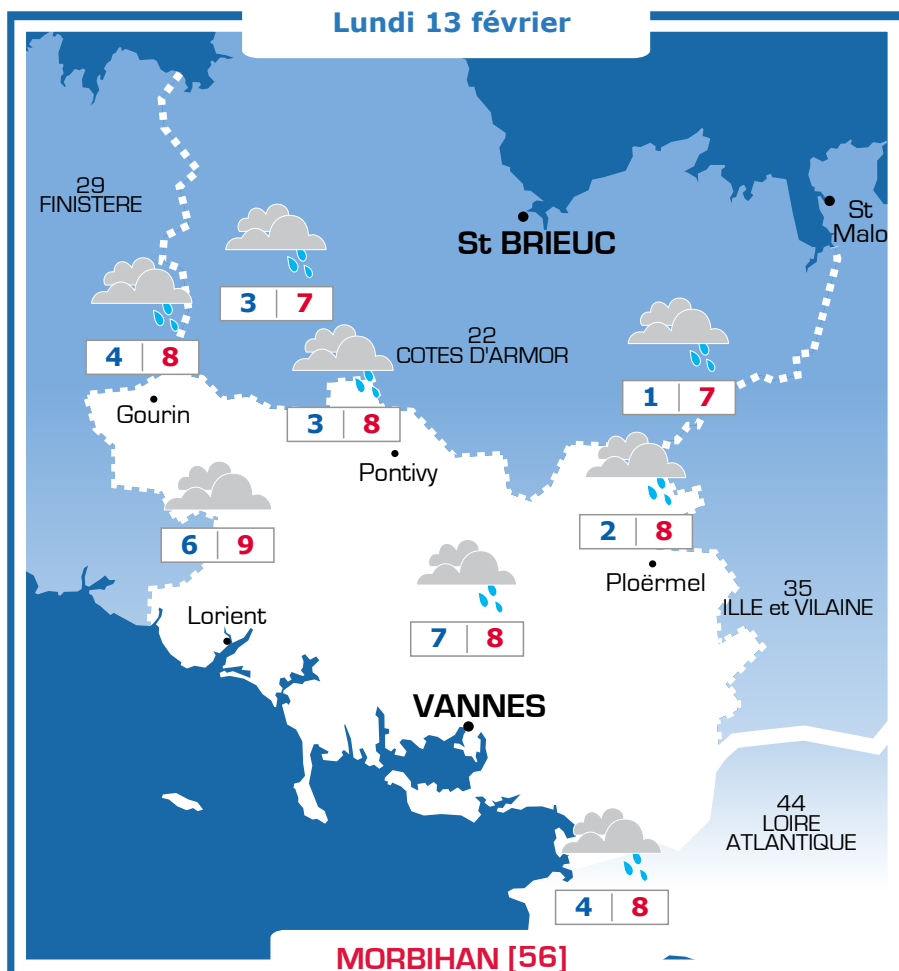 Lundi 13 février
29
FINISTERE
St BRIEUC
St
Malo
3 7
4 8
22
COTES D'ARMOR
1 7
Gourin
3 8
Pontivy
6 9
2 8
Ploërmel
35
ILLE et VILAINE
Lorient
7 8
VANNES
44
LOIRE
ATLANTIQUE
4 8
MORBIHAN [56]